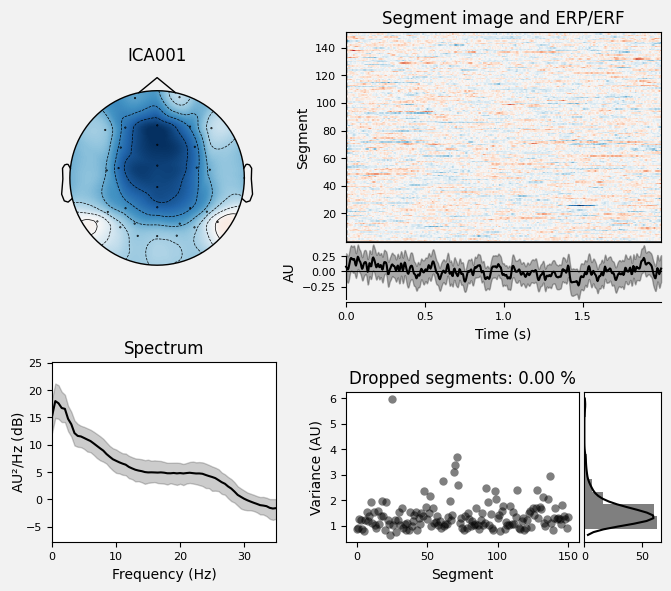 ICA001
Segment image and ERP/ERF
Segment
140
120
100
80
60
40
20
AU
0.25
0.00
−0.25
0.0 0.5 1.0 1.5
Time (s)
Spectrum
AU²/Hz (dB)
25
20
15
10
5
0
−5
0 10 20 30
Frequency (Hz)
Dropped segments: 0.00 %
Variance (AU)
6
5
4
3
2
1
0 50 100 150
Segment
0 50